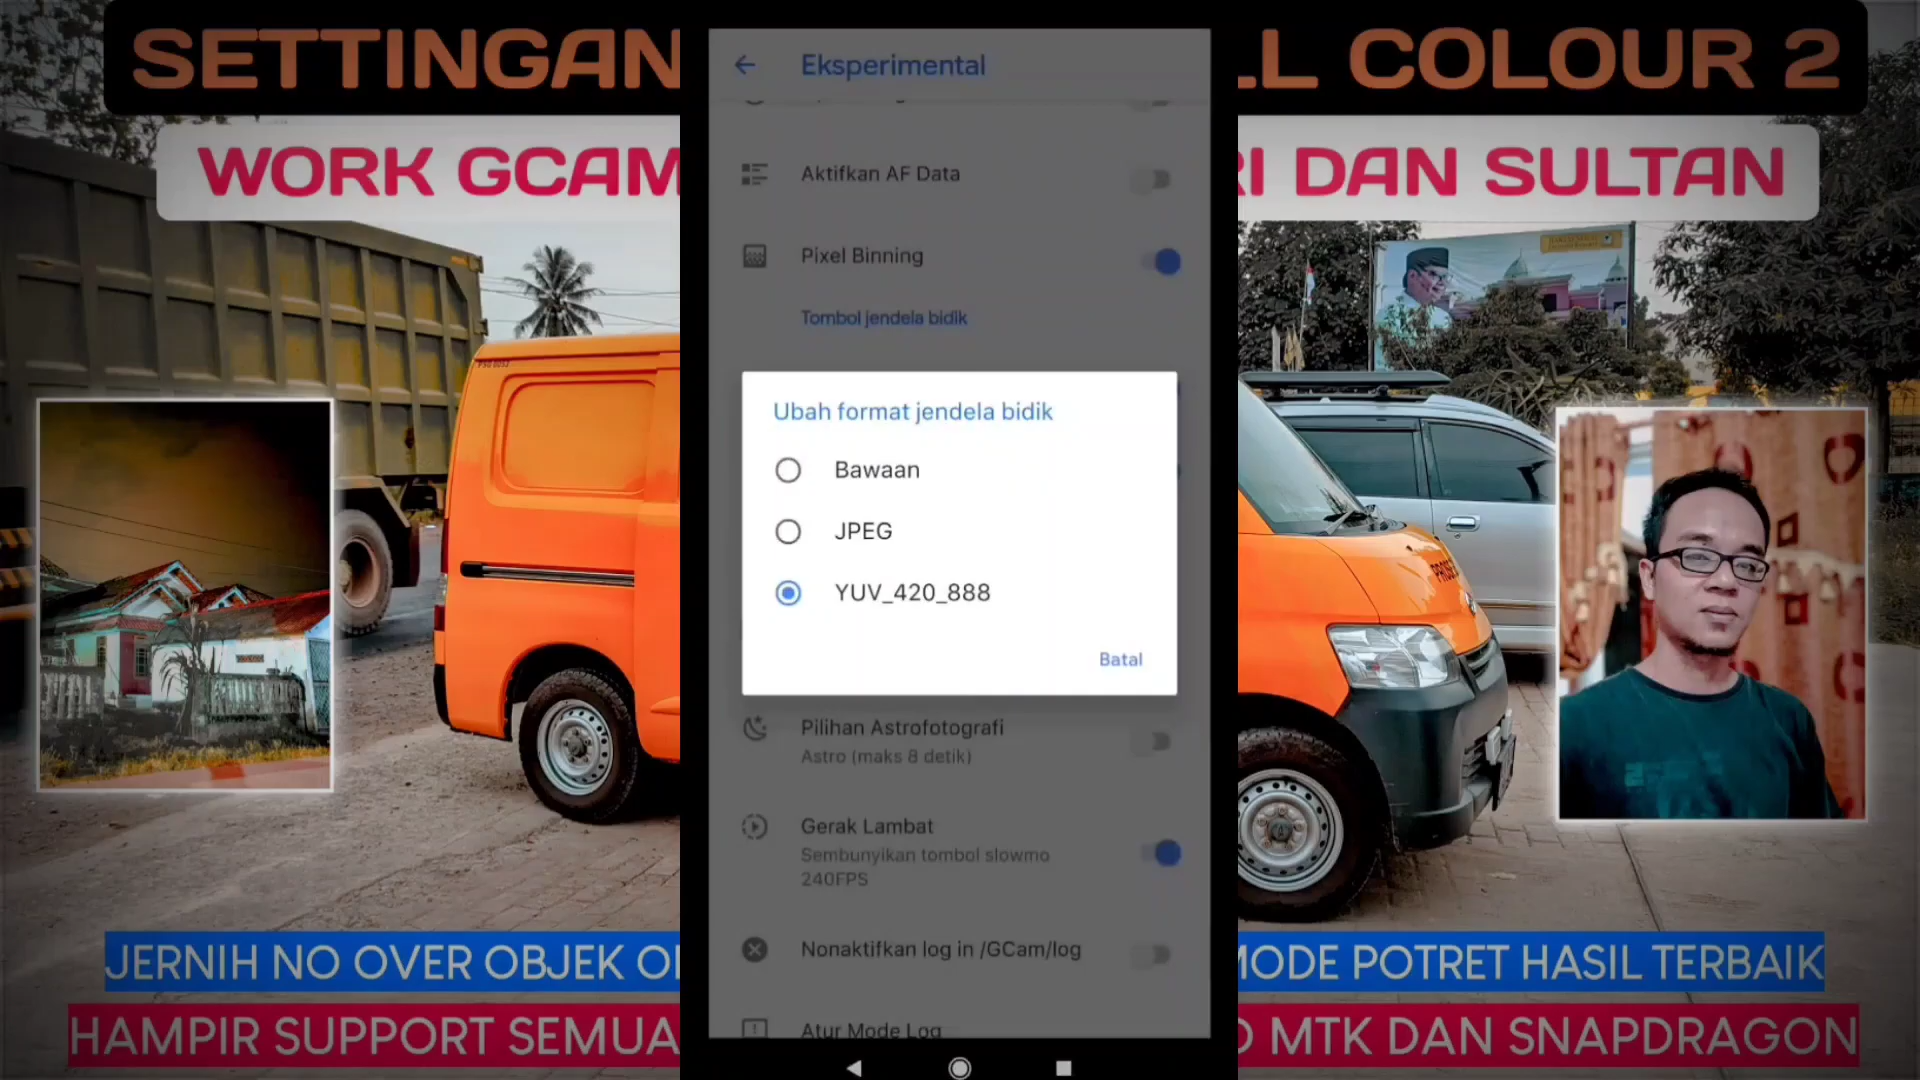 SETTINGAN
LL COLOUR 2
WORK GCAM
RI DAN SULTAN
Eksperimental
Aktifkan AF Data
Pixel Binning
Tombol jendela bidik
Ubah format jendela bidik
Bawaan
JPEG
YUV_420_888
Batal
Pilihan Astrofotografi
Astro (maks 8 detik)
Gerak Lambat
Sembunyikan tombol slowmo
240FPS
Nonaktifkan log in /GCam/log
Atur Mode Log
JERNIH NO OVER OBJEK O
MODE POTRET HASIL TERBAIK
HAMPIR SUPPORT SEMUA
O MTK DAN SNAPDRAGON